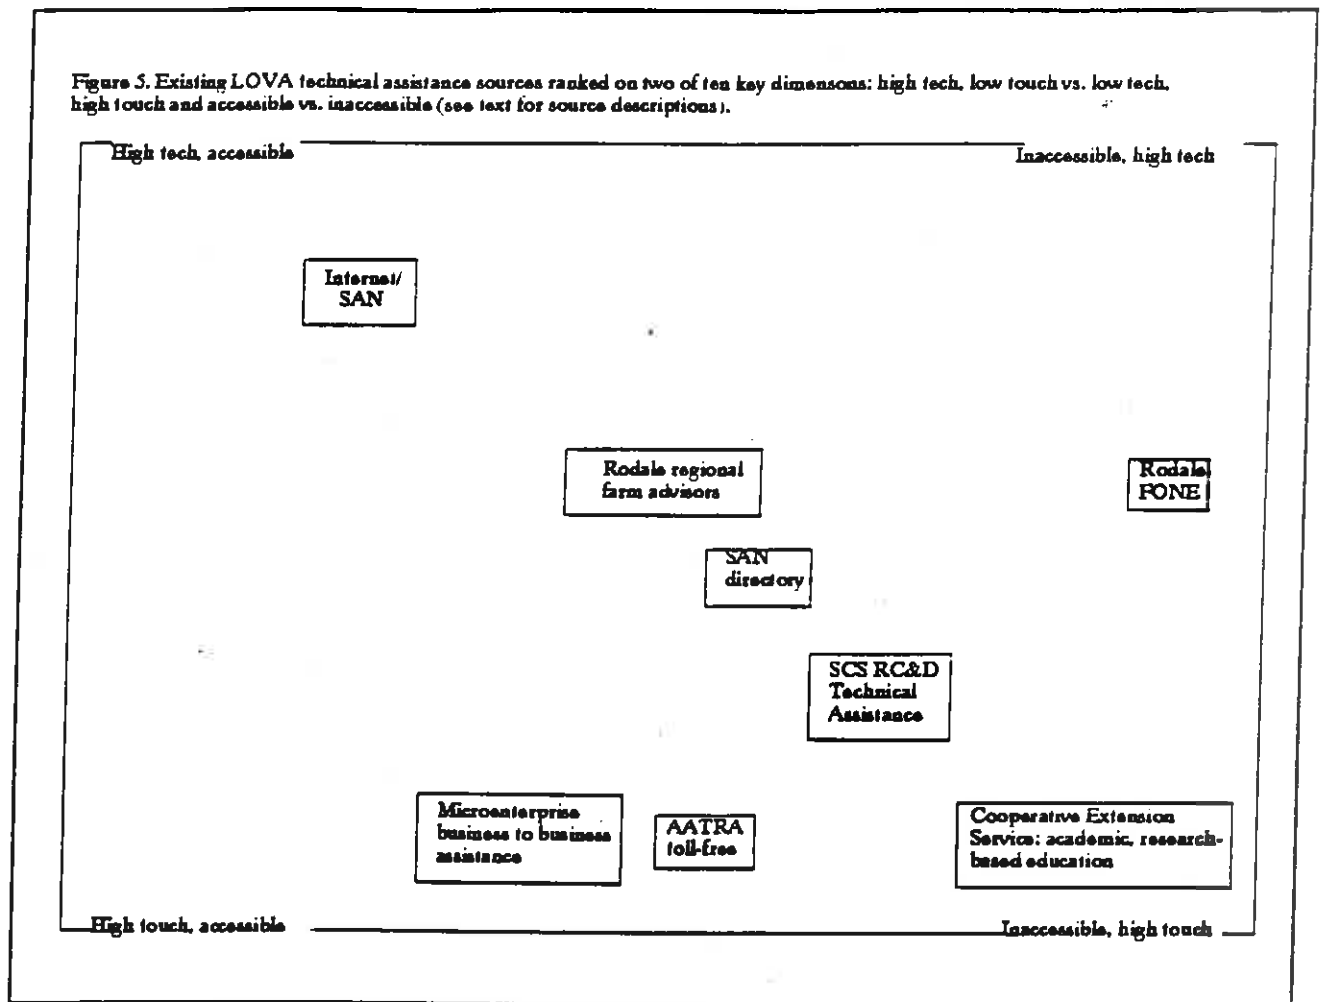 Figure 5. Existing LOVA technical assistance sources ranked on two of ten key dimensons: high tech, low touch vs. low tech,
high touch and accessible vs. inaccessible (see text for source descriptions).
High tech, accessible
Inaccessible, high tech
Internet/
SAN
Rodale regional
farm advisors
Rodale
FONE
SAN
directory
SCS RC&D
Technical
Assistance
Microenterprise
business to business
assistance
AATRA
toll-free
Cooperative Extension
Service: academic, research-
based education
High touch, accessible
Inaccessible, high touch